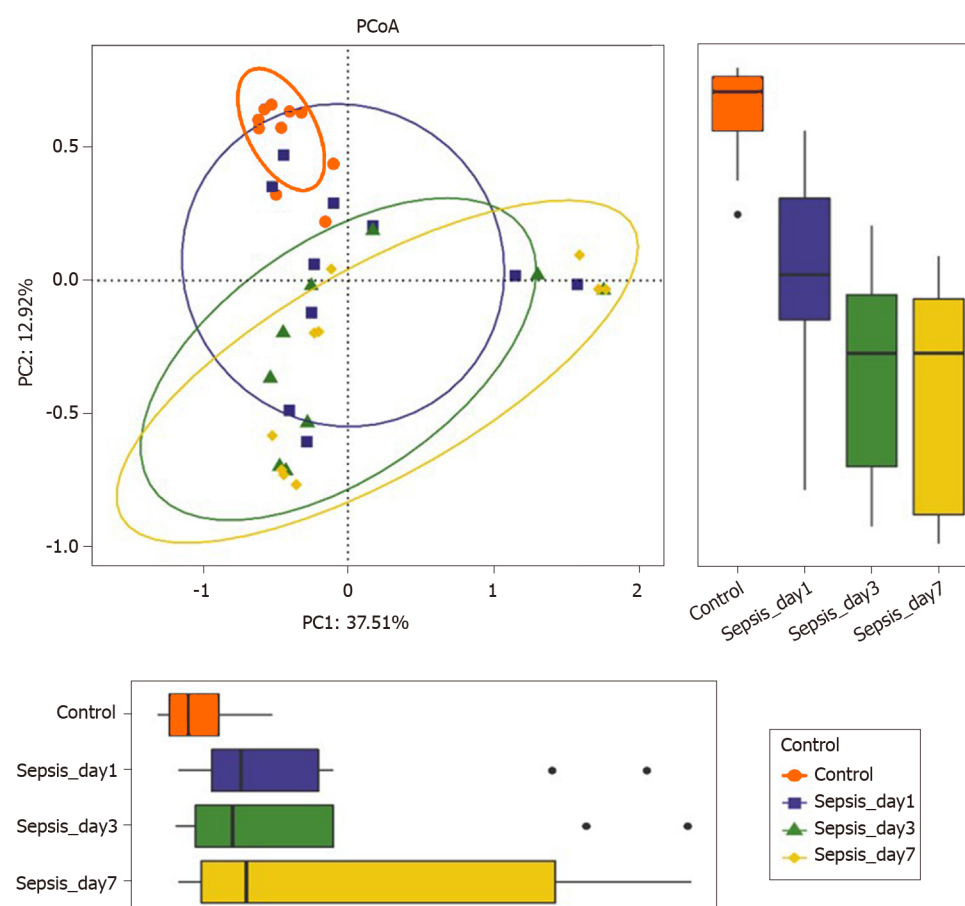 PCoA
0.5
0.0
-0.5
-1.0
PC2: 12.92%
-1
0
1
2
PC1: 37.51%
Control
Sepsis_day1
Sepsis_day3
Sepsis_day7
Control
Sepsis_day1
Sepsis_day3
Sepsis_day7
Control
Control
Sepsis_day1
Sepsis_day3
Sepsis_day7